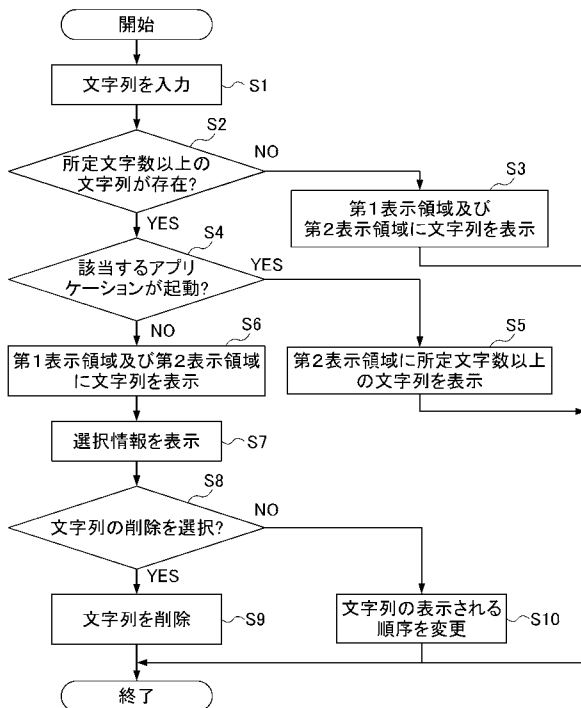 開始
文字列を入力
S1
S2
所定文字数以上の
文字列が存在?
NO
YES
S3
第1表示領域及び
第2表示領域に文字列を表示
S4
該当するアプリ
ケーションが起動?
YES
NO
S5
第2表示領域に所定文字数以上
の文字列を表示
S6
第1表示領域及び第2表示領域
に文字列を表示
選択情報を表示
S7
S8
文字列の削除を選択?
NO
YES
文字列を削除
S9
文字列の表示される
順序を変更
S10
終了